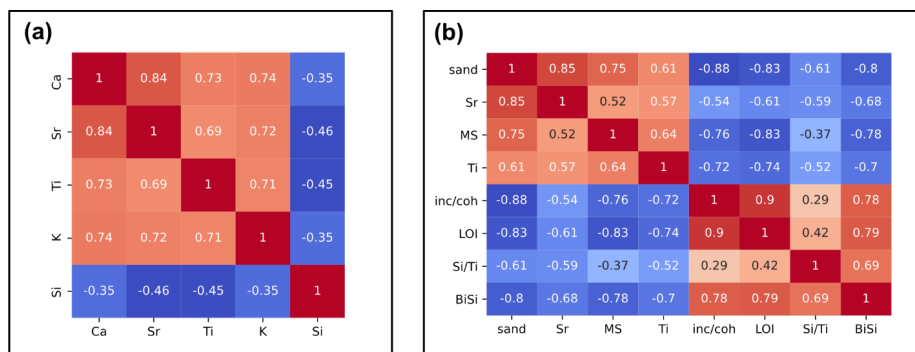 (a)
Ca 1 0.84 0.73 0.74 -0.35
Sr 0.84 1 0.69 0.72 -0.46
Ti 0.73 0.69 1 0.71 -0.45
K 0.74 0.72 0.71 1 -0.35
Si -0.35 -0.46 -0.45 -0.35 1
Ca Sr Ti K Si
(b)
sand 1 0.85 0.75 0.61 -0.88 -0.83 -0.61 -0.8
Sr 0.85 1 0.52 0.57 -0.54 -0.61 -0.59 -0.68
MS 0.75 0.52 1 0.64 -0.76 -0.83 -0.37 -0.78
Ti 0.61 0.57 0.64 1 -0.72 -0.74 -0.52 -0.7
inc/coh -0.88 -0.54 -0.76 -0.72 1 0.9 0.29 0.78
LOI -0.83 -0.61 -0.83 -0.74 0.9 1 0.42 0.79
Si/Ti -0.61 -0.59 -0.37 -0.52 0.29 0.42 1 0.69
BiSi -0.8 -0.68 -0.78 -0.7 0.78 0.79 0.69 1
sand Sr MS Ti inc/coh LOI Si/Ti BiSi